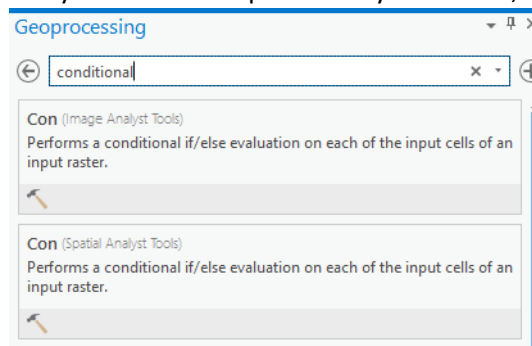 Geoprocessing
conditional
Con (Image Analyst Tools)
Performs a conditional if/else evaluation on each of the input cells of an
input raster.
Con (Spatial Analyst Tools)
Performs a conditional if/else evaluation on each of the input cells of an
input raster.